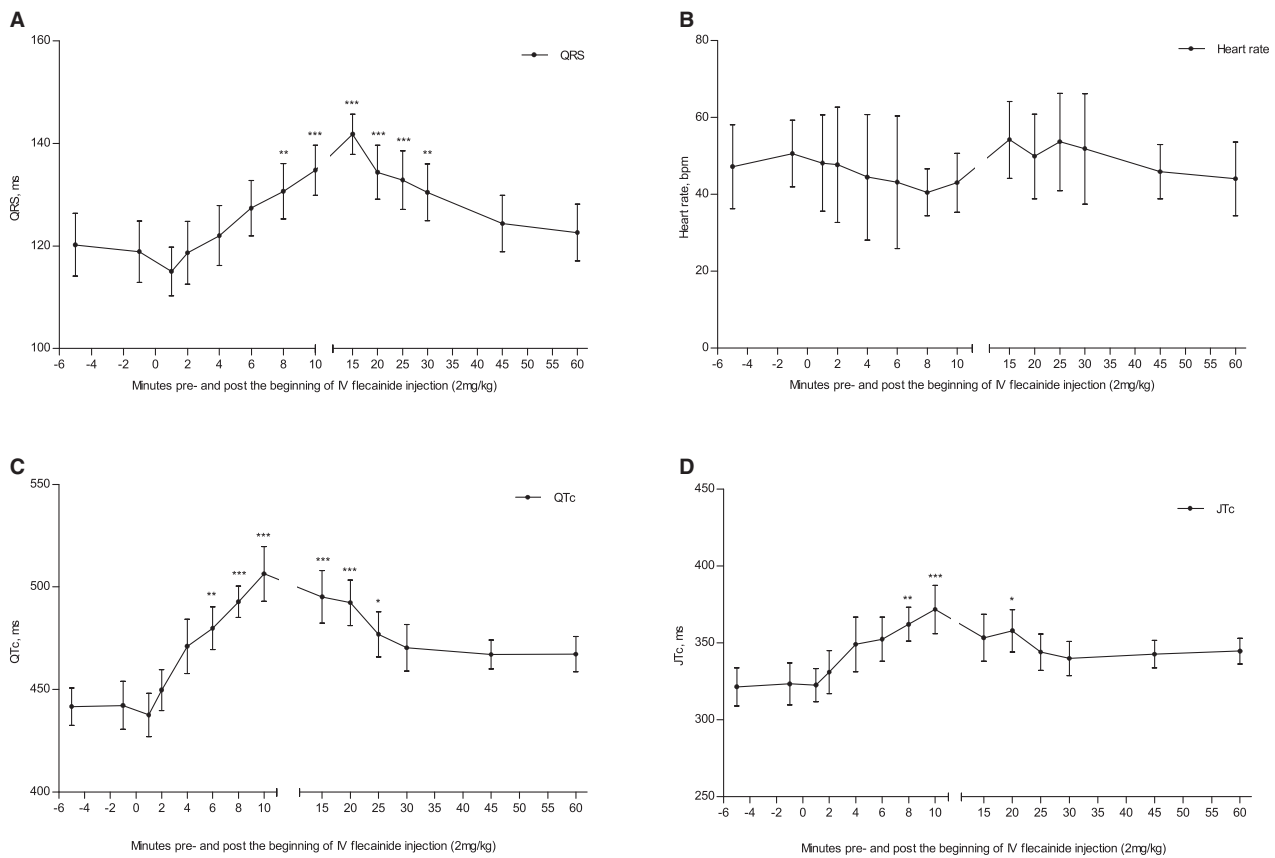 A
160
140
120
100
QRS, ms
QRS
** *** *** *** *** **
-6 -4 -2 0 2 4 6 8 10 15 20 25 30 35 40 45 50 55 60
Minutes pre- and post the beginning of IV flecainide injection (2mg/kg)
B
80
60
40
20
0
Heart rate, bpm
Heart rate
-6 -4 -2 0 2 4 6 8 10 15 20 25 30 35 40 45 50 55 60
Minutes pre- and post the beginning of IV flecainide injection (2mg/kg)
C
550
500
450
400
QTc, ms
QTc
** *** *** *** *** *
-6 -4 -2 0 2 4 6 8 10 15 20 25 30 35 40 45 50 55 60
Minutes pre- and post the beginning of IV flecainide injection (2mg/kg)
D
450
400
350
300
250
JTc, ms
JTc
** *** *
-6 -4 -2 0 2 4 6 8 10 15 20 25 30 35 40 45 50 55 60
Minutes pre- and post the beginning of IV flecainide injection (2mg/kg)